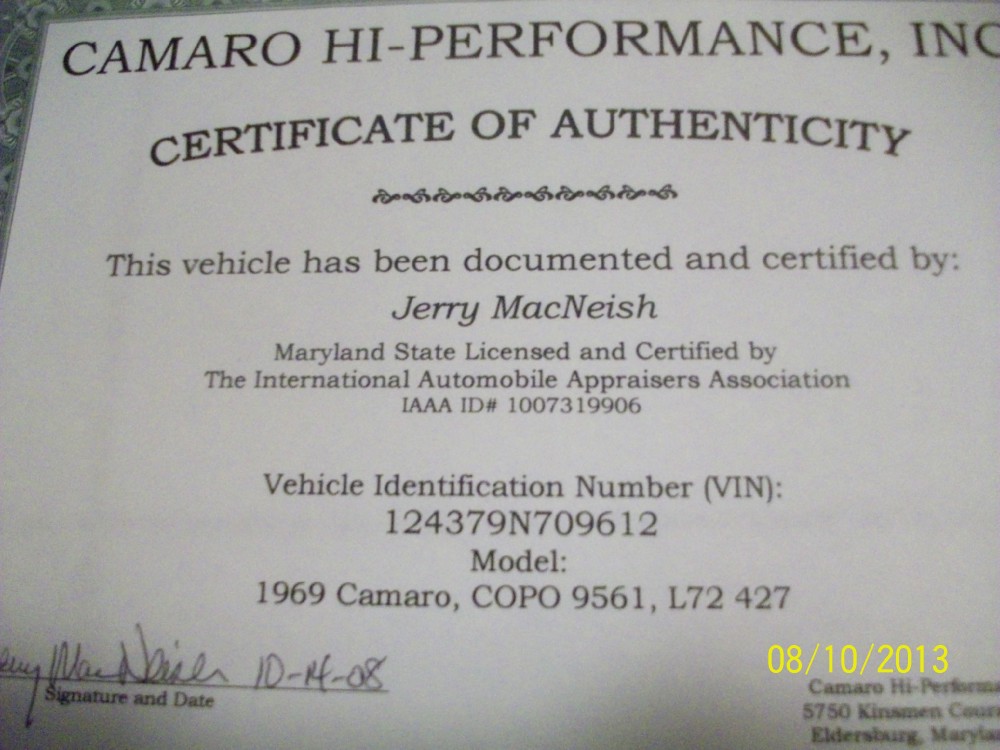 CAMARO HI-PERFORMANCE, INC
CERTIFICATE OF AUTHENTICITY
This vehicle has been documented and certified by:
Jerry MacNeish
Maryland State Licensed and Certified by
The International Automobile Appraisers Association
IAAA ID# 1007319906
Vehicle Identification Number (VIN):
124379N709612
Model:
1969 Camaro, COPO 9561, L72 427
MacNeish 10-14-08
Signature and Date
08/10/2013
Camaro Hi-Performa
5750 Kinsmen Cour
Eldersburg, Maryla